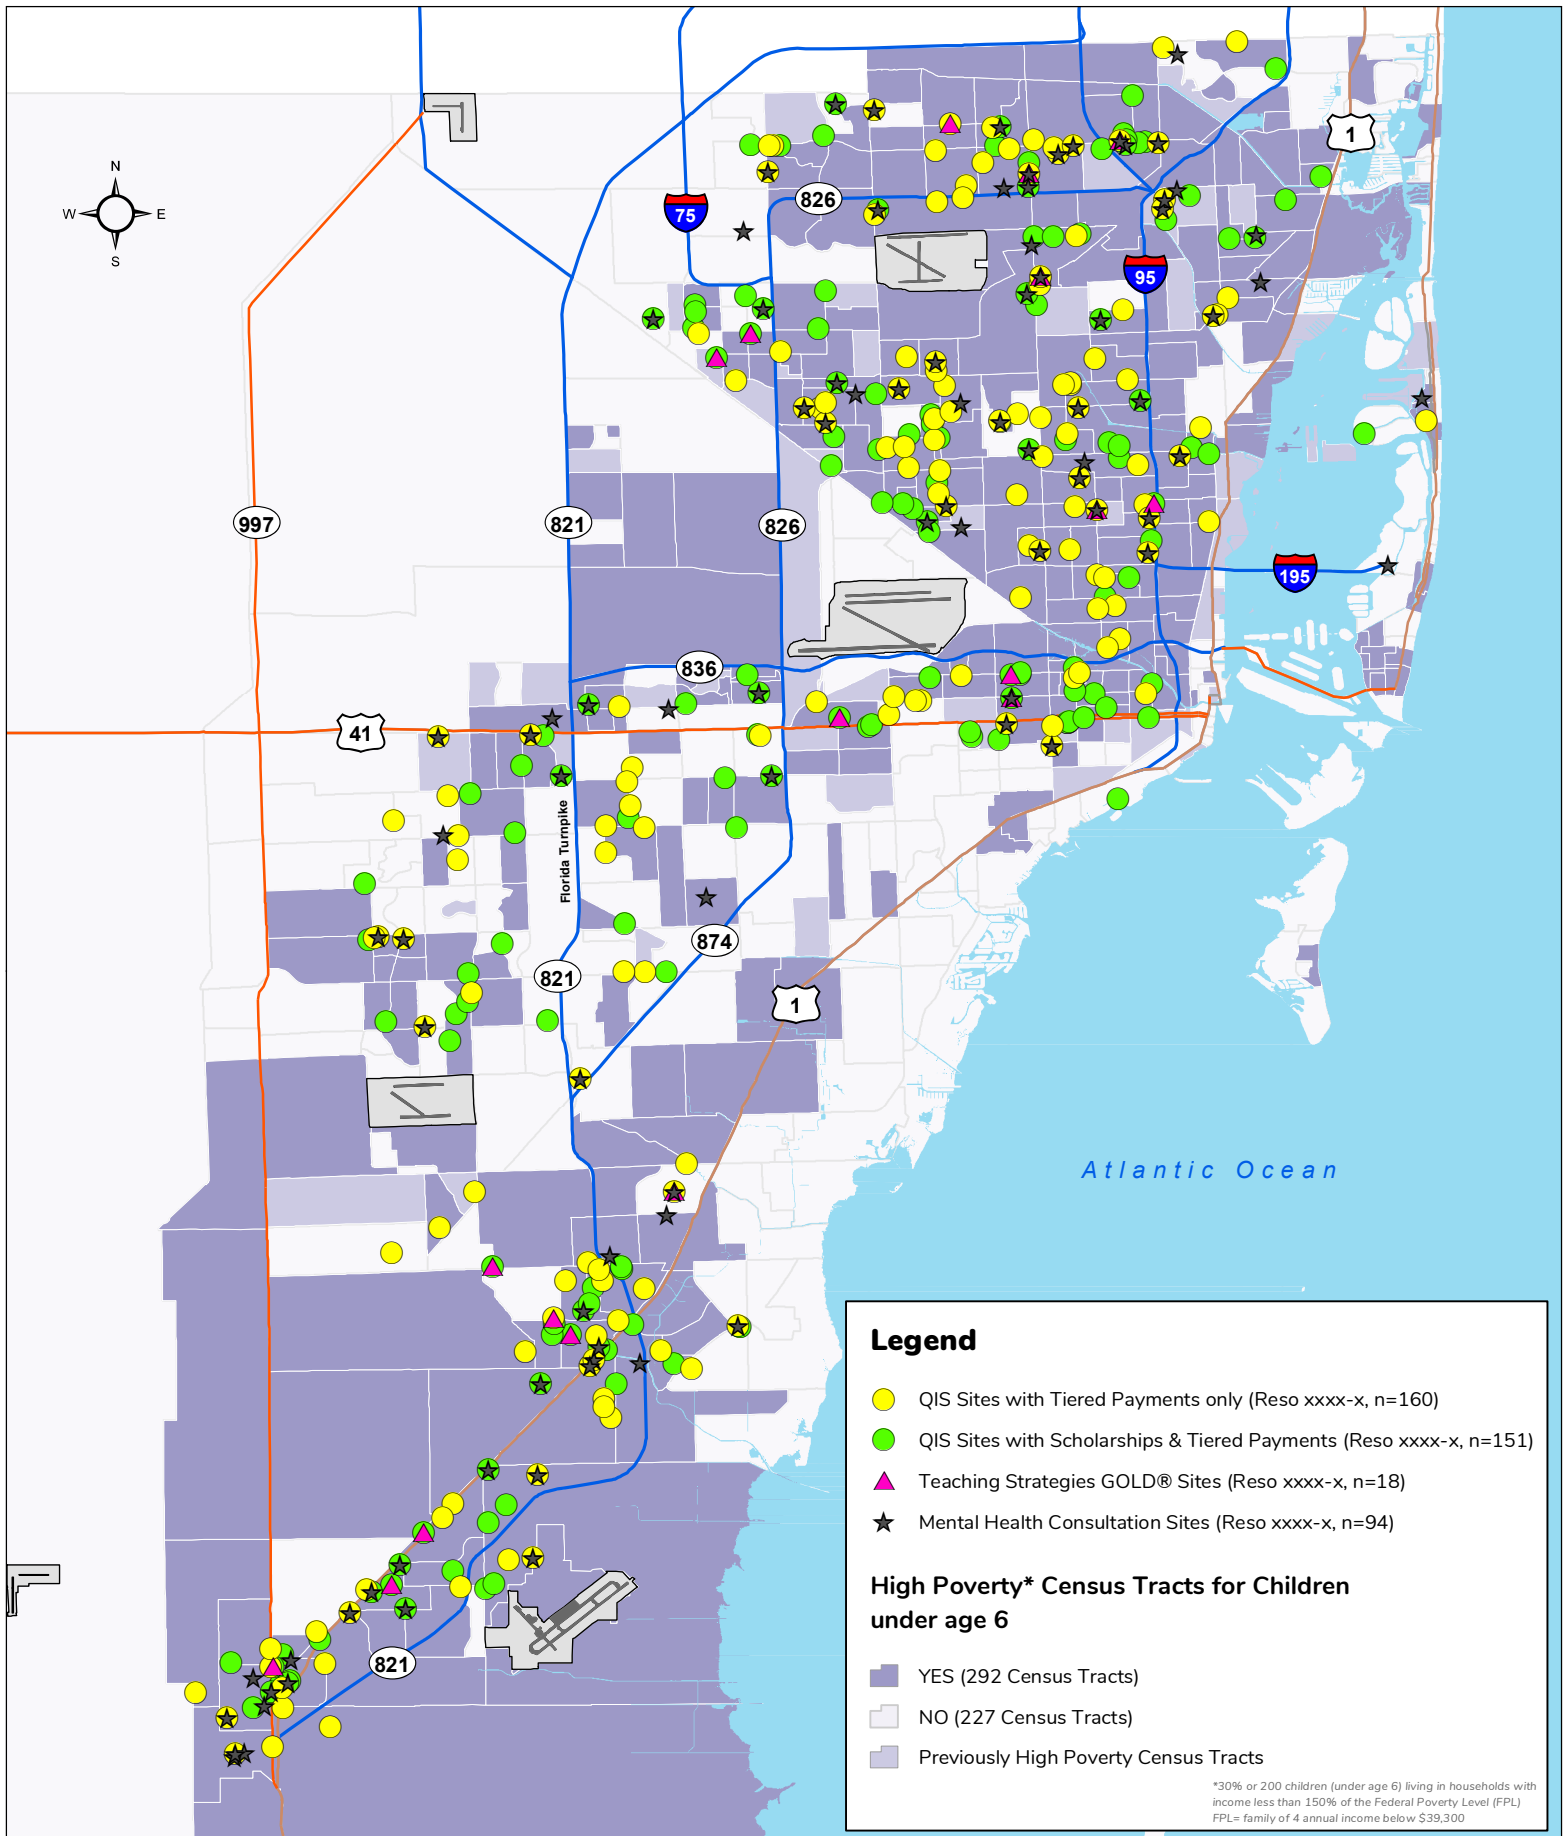 N
W
E
S
1
75
826
95
997
821
826
195
836
41
Florida Turnpike
874
821
1
Atlantic Ocean
821
Legend
QIS Sites with Tiered Payments only (Reso xxxx-x, n=160)
QIS Sites with Scholarships & Tiered Payments (Reso xxxx-x, n=151)
Teaching Strategies GOLD® Sites (Reso xxxx-x, n=18)
Mental Health Consultation Sites (Reso xxxx-x, n=94)
High Poverty* Census Tracts for Children
under age 6
YES (292 Census Tracts)
NO (227 Census Tracts)
Previously High Poverty Census Tracts
*30% or 200 children (under age 6) living in households with
income less than 150% of the Federal Poverty Level (FPL)
FPL= family of 4 annual income below $39,300